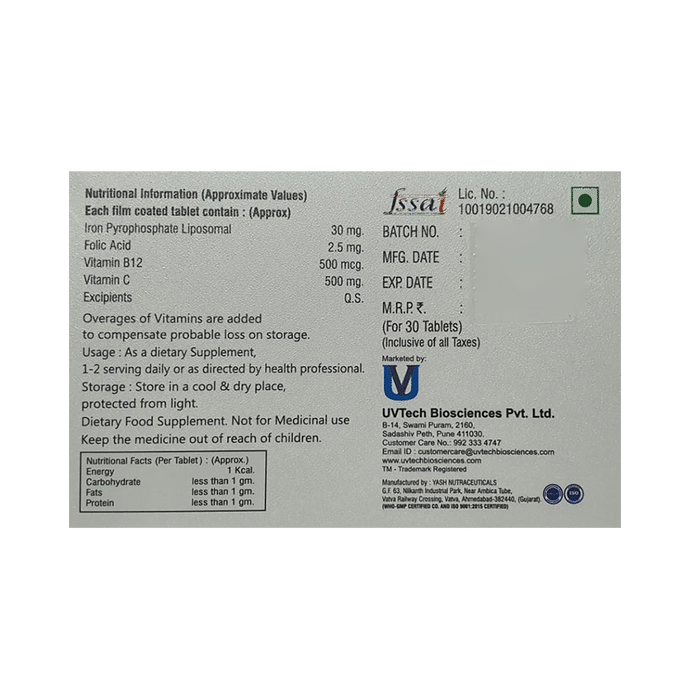 Nutritional Information (Approximate Values)
Each film coated tablet contain : (Approx)
Iron Pyrophosphate Liposomal 30 mg.
Folic Acid 2.5 mg.
Vitamin B12 500 mcg.
Vitamin C 500 mg.
Excipients Q.S.
Overages of Vitamins are added
to compensate probable loss on storage.
Usage : As a dietary Supplement,
1-2 serving daily or as directed by health professional.
Storage : Store in a cool & dry place,
protected from light.
Dietary Food Supplement. Not for Medicinal use
Keep the medicine out of reach of children.
Nutritional Facts (Per Tablet) : (Approx.)
Energy 1 Kcal.
Carbohydrate less than 1 gm.
Fats less than 1 gm.
Protein less than 1 gm.
fssai Lic. No. :
10019021004768
BATCH NO. :
MFG. DATE :
EXP. DATE :
M.R.P. ₹. :
(For 30 Tablets)
(Inclusive of all Taxes)
Marketed by:
UV
UVTech Biosciences Pvt. Ltd.
B-14, Swami Puram, 2160,
Sadashiv Peth, Pune 411030.
Customer Care No.: 992 333 4747
Email ID : customercare@uvtechbiosciences.com
www.uvtechbiosciences.com
TM - Trademark Registered
Manufactured by : YASH NUTRACEUTICALS
G.F. 63, Nilkanth Industrial Park, Near Ambica Tube,
Vatva Railway Crossing, Vatva, Ahmedabad-382440, (Gujarat).
(WHO-GMP CERTIFIED CO. AND ISO 9001:2015 CERTIFIED)
ISO